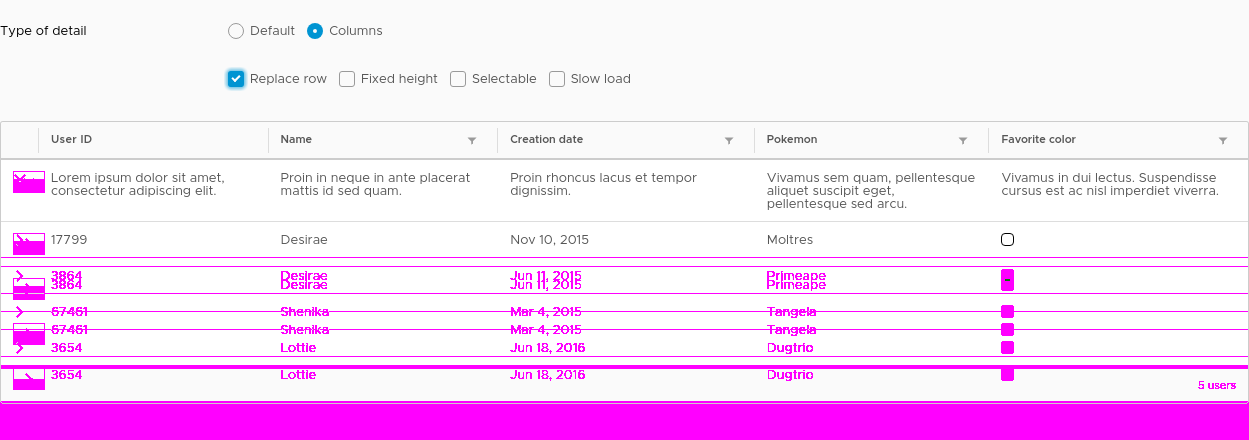 Type of detail Default Columns
Replace row Fixed height Selectable Slow load
User ID Name Creation date Pokemon Favorite color
Lorem ipsum dolor sit amet, Proin in neque in ante placerat Proin rhoncus lacus et tempor Vivamus sem quam, pellentesque Vivamus in dui lectus. Suspendisse
consectetur adipiscing elit. mattis id sed quam. dignissim. aliquet suscipit eget, cursus est ac nisl imperdiet viverra.
pellentesque sed arcu.
17799 Desirae Nov 10, 2015 Moltres
3864 Desirae Jun 11, 2015 Primeape
3864 Desirae Jun 11, 2015 Primeape
67461 Shenika Mar 4, 2015 Tangela
67461 Shenika Mar 4, 2015 Tangela
3654 Lottie Jun 18, 2016 Dugtrio
3654 Lottie Jun 18, 2016 Dugtrio
5 users